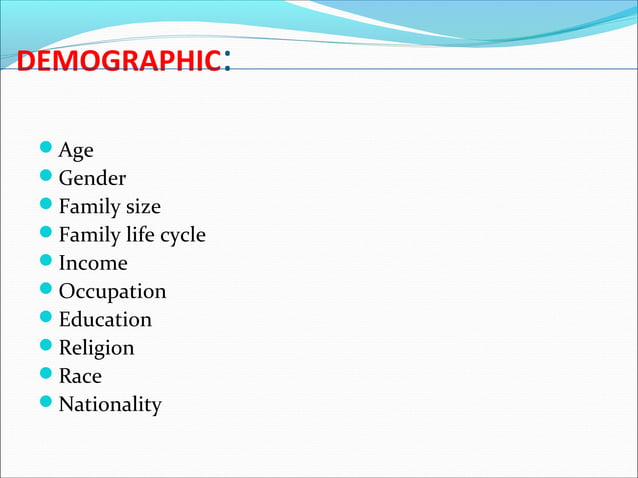 DEMOGRAPHIC:
Age
Gender
Family size
Family life cycle
Income
Occupation
Education
Religion
Race
Nationality